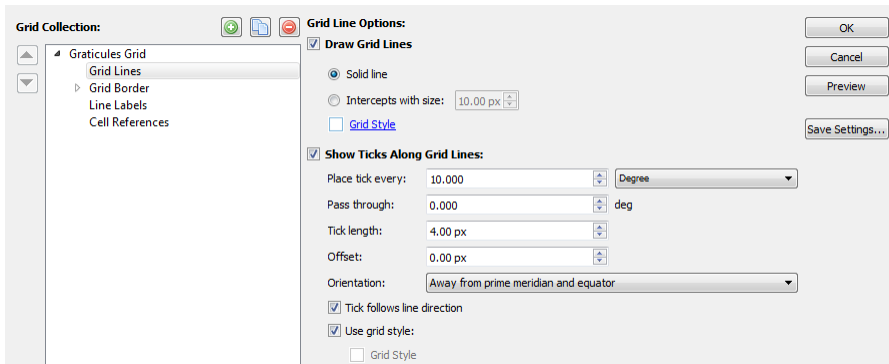 Grid Collection:
Graticules Grid
Grid Lines
Grid Border
Line Labels
Cell References
Grid Line Options:
Draw Grid Lines
Solid line
Intercepts with size: 10.00 px
Grid Style
Show Ticks Along Grid Lines:
Place tick every: 10.000 Degree
Pass through: 0.000 deg
Tick length: 4.00 px
Offset: 0.00 px
Orientation: Away from prime meridian and equator
Tick follows line direction
Use grid style:
Grid Style
OK
Cancel
Preview
Save Settings...